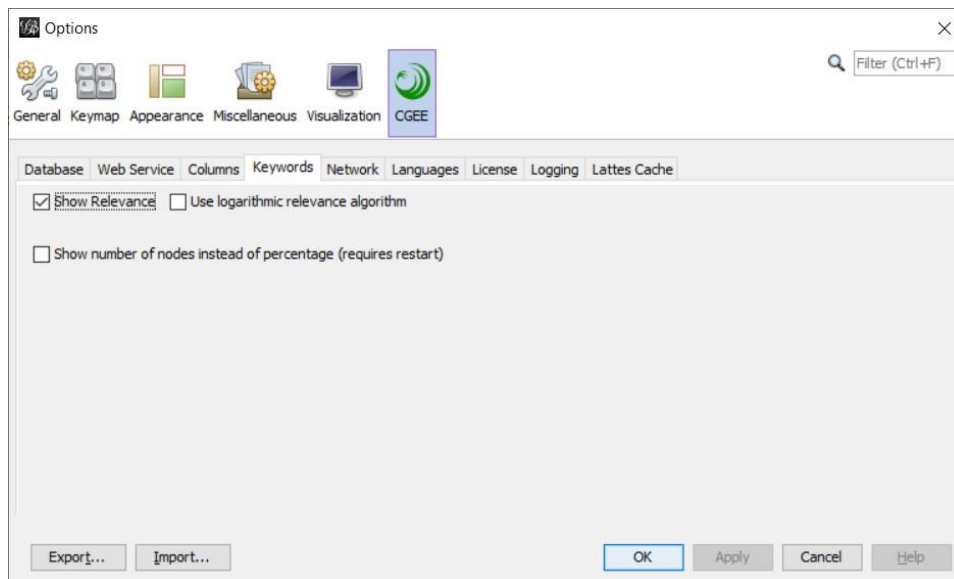 Options
Filter (Ctrl+F)
General Keymap Appearance Miscellaneous Visualization CGEE
Database Web Service Columns Keywords Network Languages License Logging Lattes Cache
Show Relevance Use logarithmic relevance algorithm
Show number of nodes instead of percentage (requires restart)
Export... Import... OK Apply Cancel Help